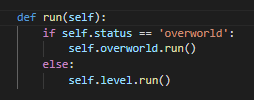 def run(self):
    if self.status == 'overworld':
        self.overworld.run()
    else:
        self.level.run()